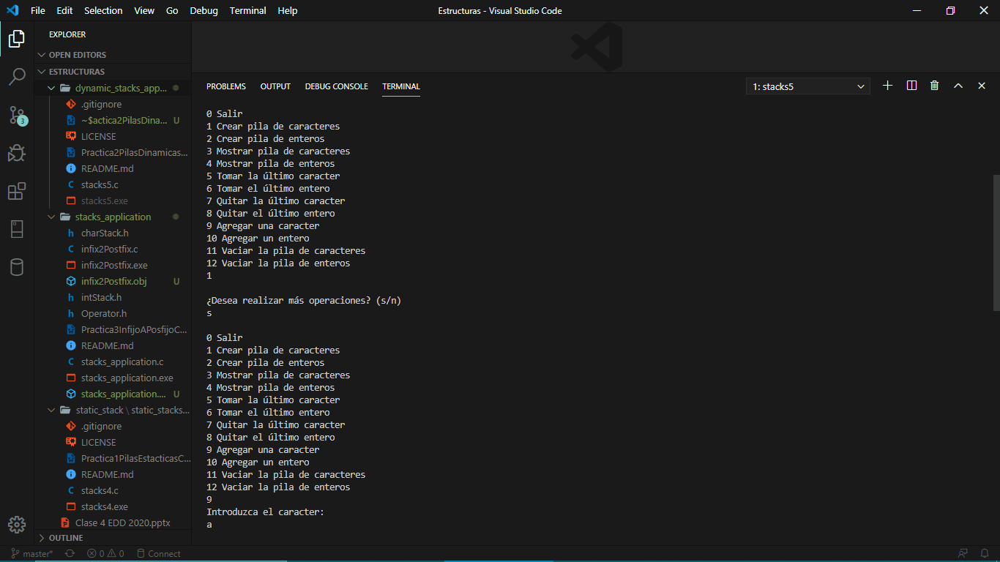 File Edit Selection View Go Debug Terminal Help Estructuras - Visual Studio Code
EXPLORER
OPEN EDITORS
ESTRUCTURAS
dynamic_stacks_app...
.gitignore
~$actica2PilasDina... U
LICENSE
Practica2PilasDinamicas...
README.md
stacks5.c
stacks5.exe
stacks_application
charStack.h
infix2Postfix.c
infix2Postfix.exe
infix2Postfix.obj U
intStack.h
Operator.h
Practica3InfijoAPosfijoC...
README.md
stacks_application.c
stacks_application.exe
stacks_application.... U
static_stack \ static_stacks...
.gitignore
LICENSE
Practica1PilasEstacticasC...
README.md
stacks4.c
stacks4.exe
Clase 4 EDD 2020.pptx
OUTLINE
3
PROBLEMS OUTPUT DEBUG CONSOLE TERMINAL 1: stacks5
0 Salir
1 Crear pila de caracteres
2 Crear pila de enteros
3 Mostrar pila de caracteres
4 Mostrar pila de enteros
5 Tomar la último caracter
6 Tomar el último entero
7 Quitar la último caracter
8 Quitar el último entero
9 Agregar una caracter
10 Agregar un entero
11 Vaciar la pila de caracteres
12 Vaciar la pila de enteros
1
¿Desea realizar más operaciones? (s/n)
s
0 Salir
1 Crear pila de caracteres
2 Crear pila de enteros
3 Mostrar pila de caracteres
4 Mostrar pila de enteros
5 Tomar la último caracter
6 Tomar el último entero
7 Quitar la último caracter
8 Quitar el último entero
9 Agregar una caracter
10 Agregar un entero
11 Vaciar la pila de caracteres
12 Vaciar la pila de enteros
9
Introduzca el caracter:
a
master* 0 0 Connect